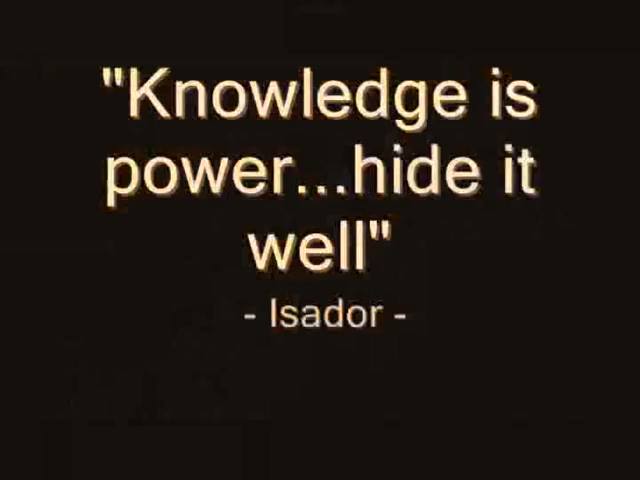 "Knowledge is
power...hide it
well"
- Isador -